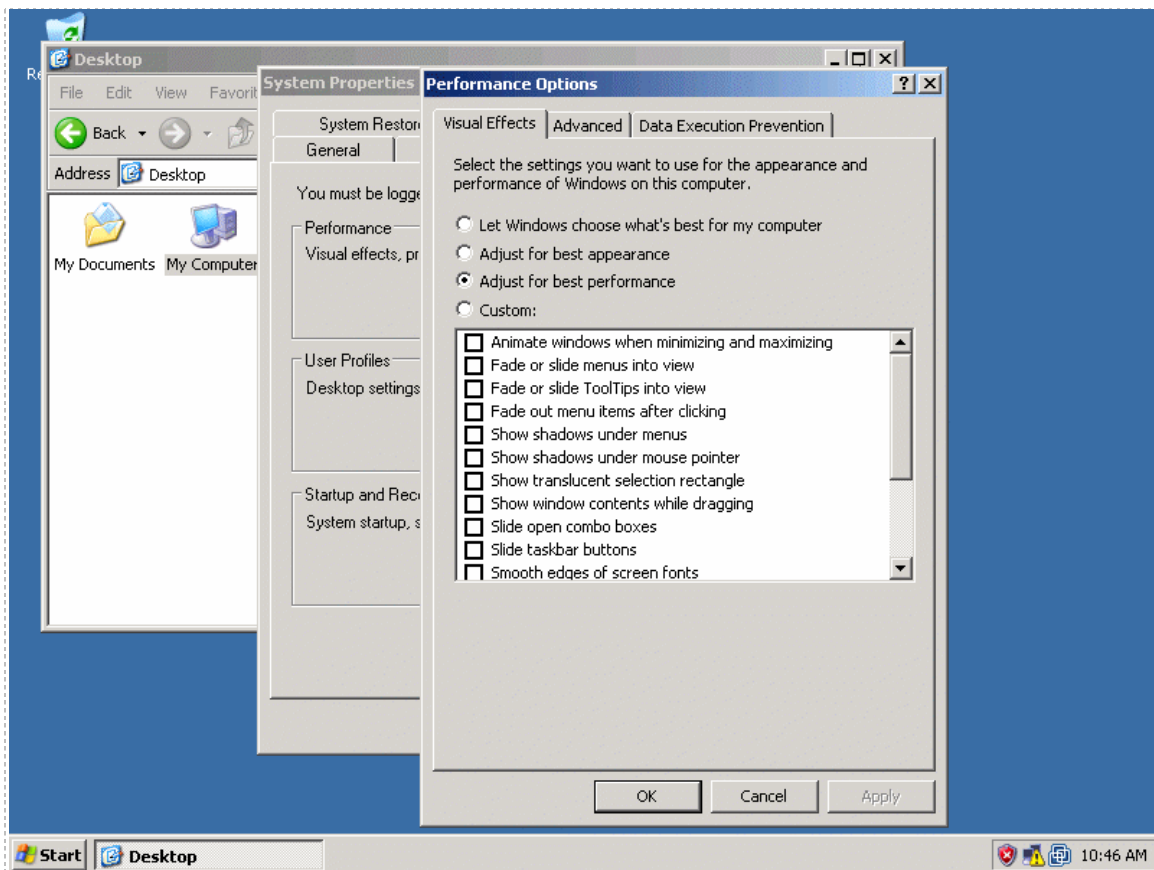 Re
Desktop
File Edit View Favorit
Back
Address Desktop
My Documents My Computer
System Properties
System Restor
General
You must be logge
Performance
Visual effects, pr
User Profiles
Desktop settings
Startup and Reco
System startup, s
Performance Options
Visual Effects Advanced Data Execution Prevention
Select the settings you want to use for the appearance and
performance of Windows on this computer.
Let Windows choose what's best for my computer
Adjust for best appearance
Adjust for best performance
Custom:
Animate windows when minimizing and maximizing
Fade or slide menus into view
Fade or slide ToolTips into view
Fade out menu items after clicking
Show shadows under menus
Show shadows under mouse pointer
Show translucent selection rectangle
Show window contents while dragging
Slide open combo boxes
Slide taskbar buttons
Smooth edges of screen fonts
OK Cancel Apply
Start Desktop 10:46 AM